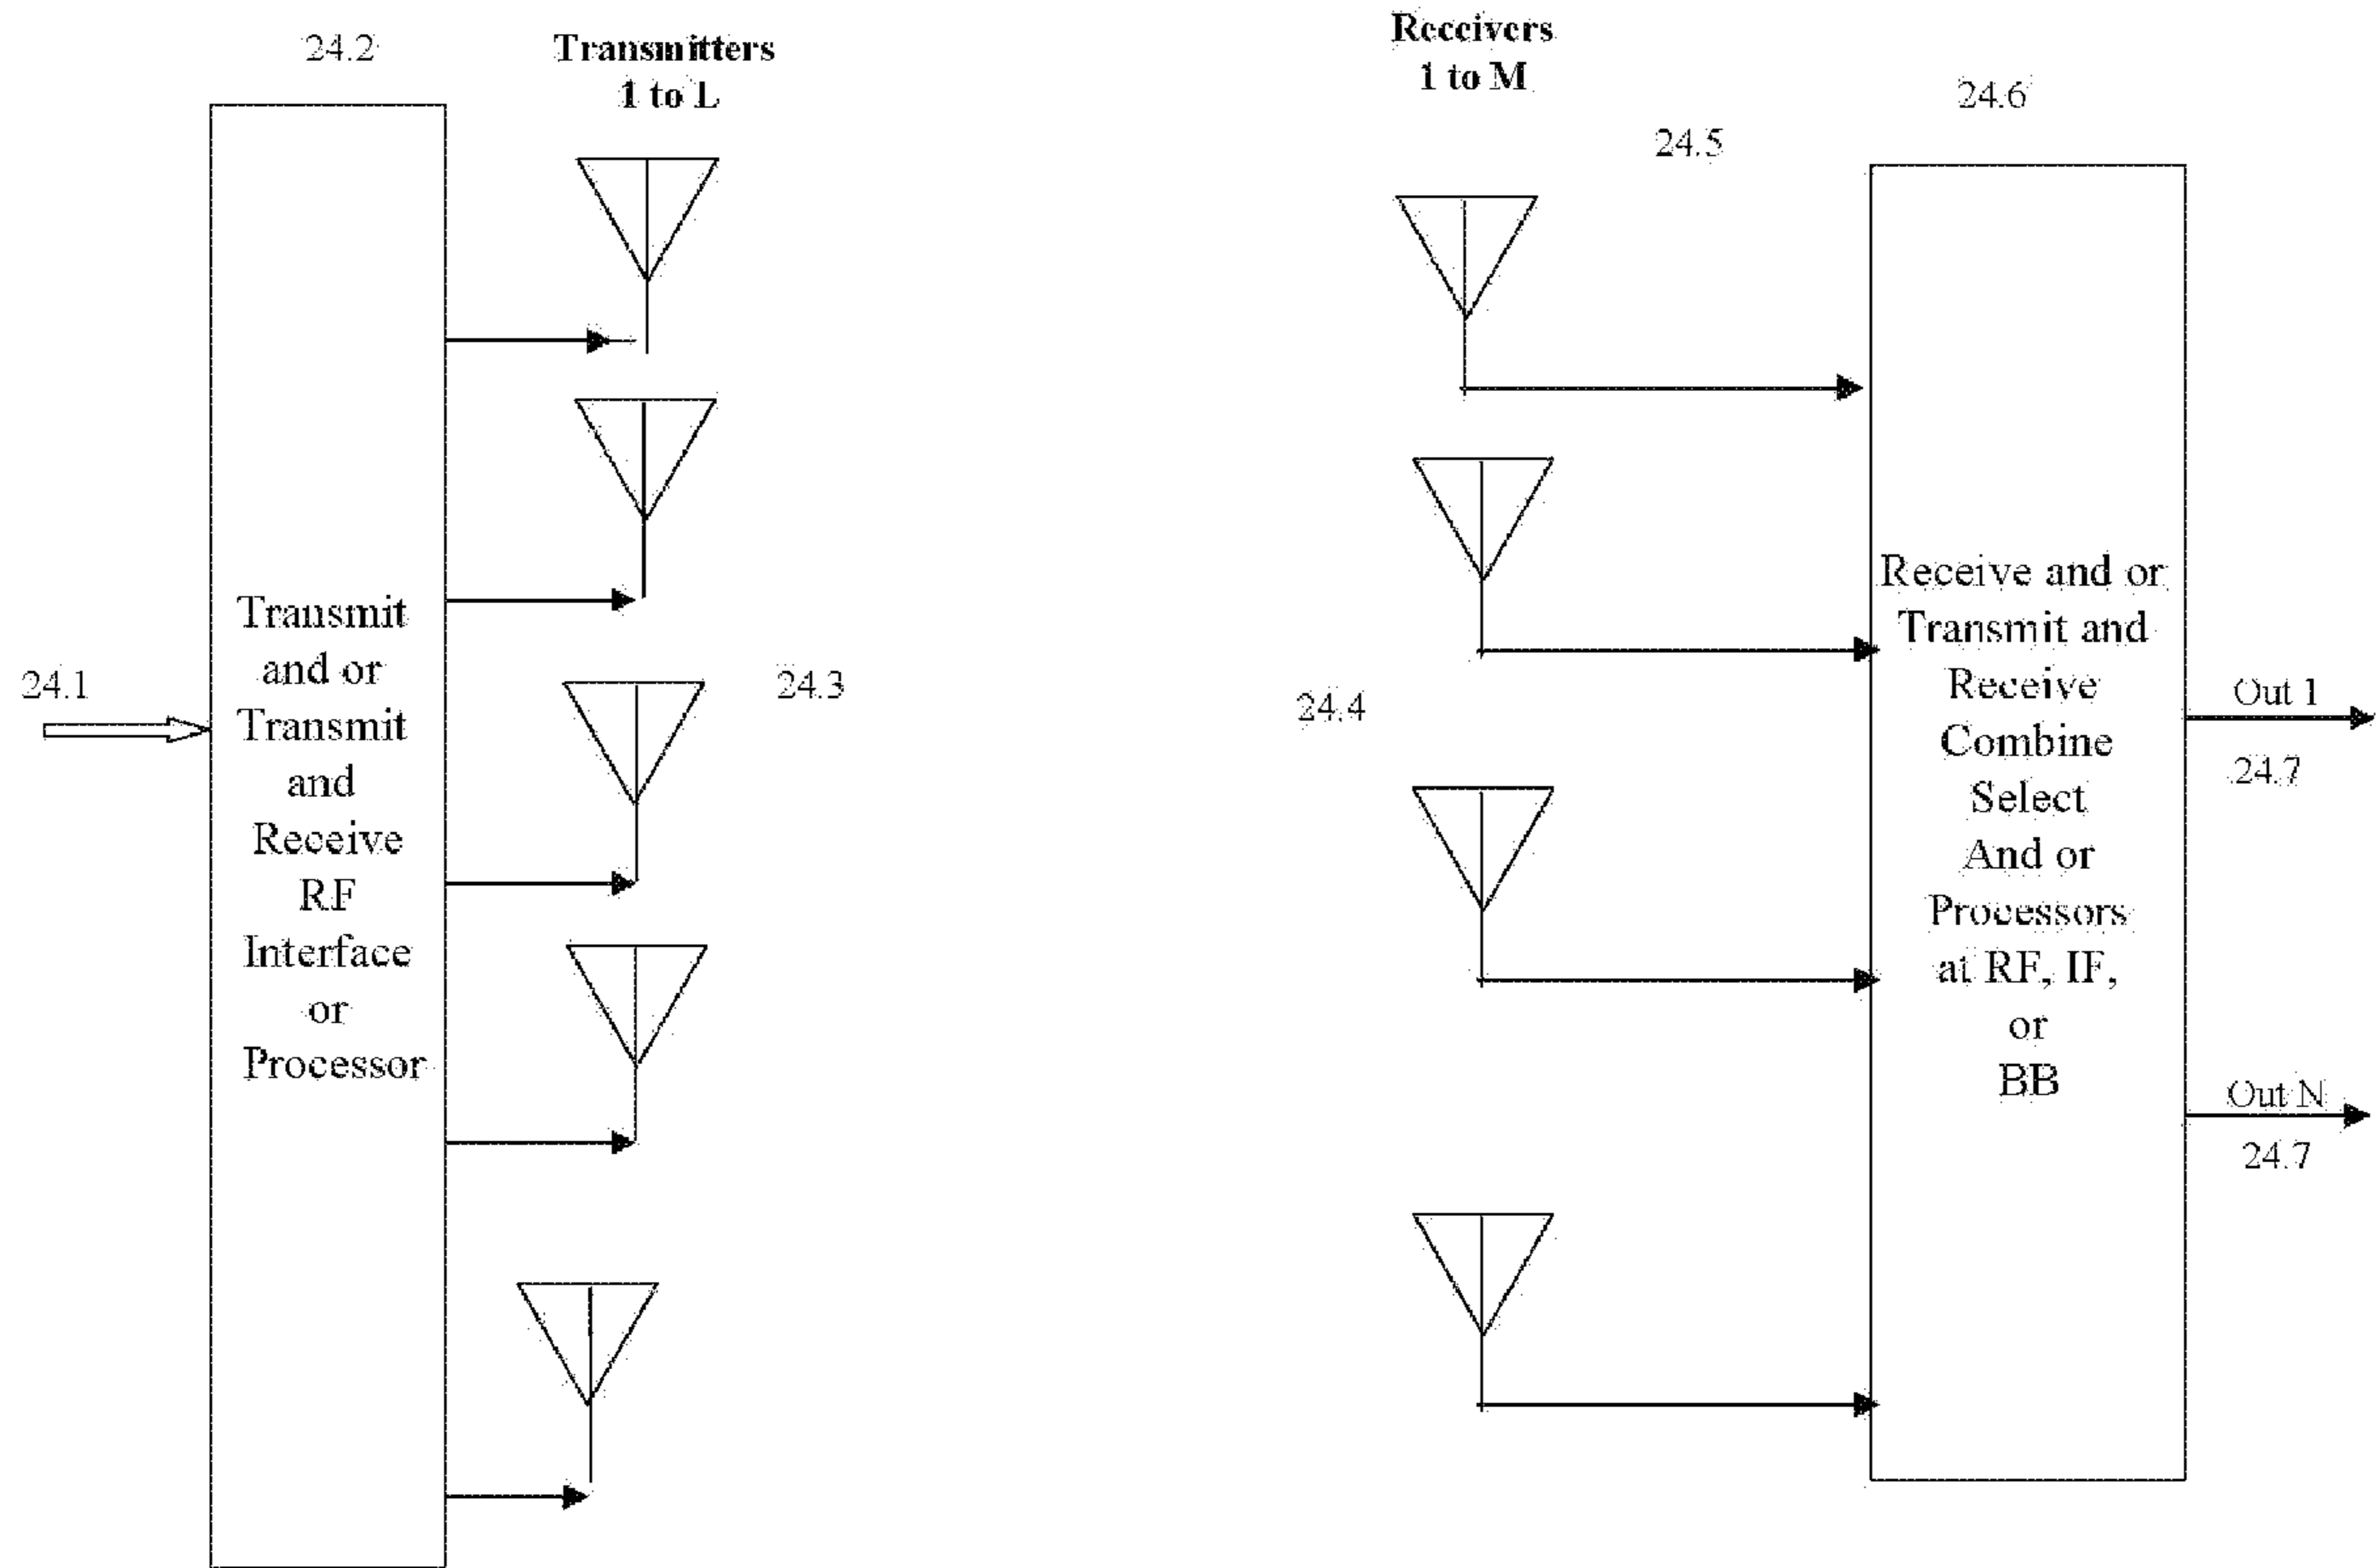 24.2
Transmitters
1 to L
Receivers
1 to M
24.5
24.6
24.1
Transmit
and or
Transmit
and
Receive
RF
Interface
or
Processor
24.3
24.4
Receive and or
Transmit and
Receive
Combine
Select
And or
Processors
at RF, IF,
or
BB
Out 1
24.7
Out N
24.7